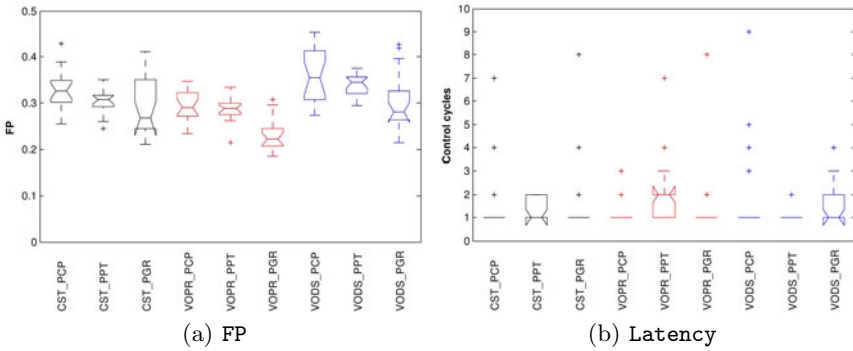 0.5
0.4
0.3
0.2
0.1
0
FP
CST_PCP
CST_PPT
CST_PGR
VOPR_PCP
VOPR_PPT
VOPR_PGR
VODS_PCP
VODS_PPT
VODS_PGR
(a) FP
10
9
8
7
6
5
4
3
2
1
0
Control cycles
CST_PCP
CST_PPT
CST_PGR
VOPR_PCP
VOPR_PPT
VOPR_PGR
VODS_PCP
VODS_PPT
VODS_PGR
(b) Latency